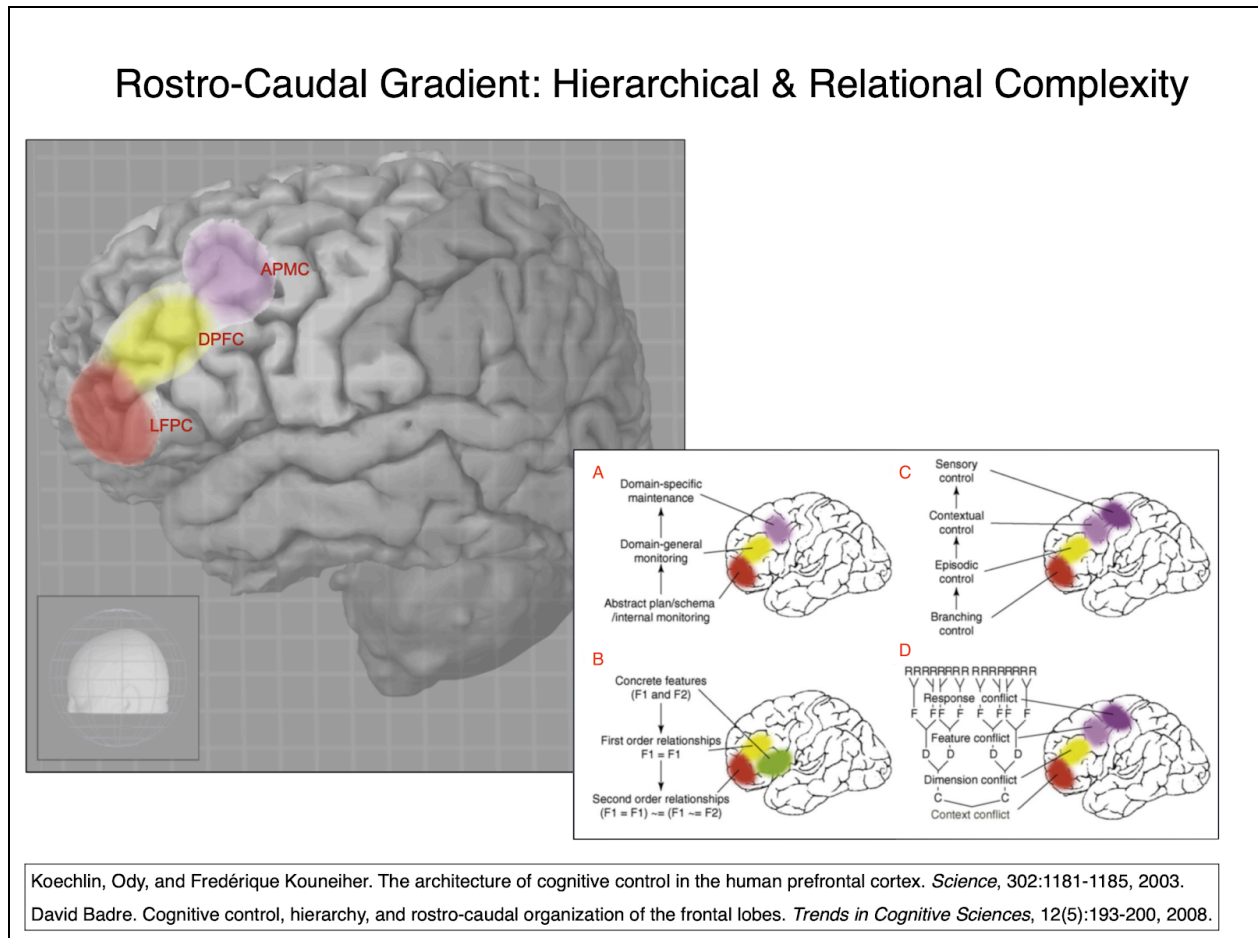 Rostro-Caudal Gradient: Hierarchical & Relational Complexity
APMC
DPFC
LFPC
A
Domain-specific
maintenance
Domain-general
monitoring
Abstract plan/schema
/internal monitoring
B
Concrete features
(F1 and F2)
First order relationships
F1 = F1
Second order relationships
(F1 = F1) ~= (F1 ~= F2)
C
Sensory
control
Contextual
control
Episodic
control
Branching
control
D
RRRRRRRR RRRRRRRR
Response conflict
F F F F F F F F
Feature conflict
D D D D
Dimension conflict
C C
Context conflict
Koechlin, Ody, and Fredérique Kouneiher. The architecture of cognitive control in the human prefrontal cortex. Science, 302:1181-1185, 2003.
David Badre. Cognitive control, hierarchy, and rostro-caudal organization of the frontal lobes. Trends in Cognitive Sciences, 12(5):193-200, 2008.